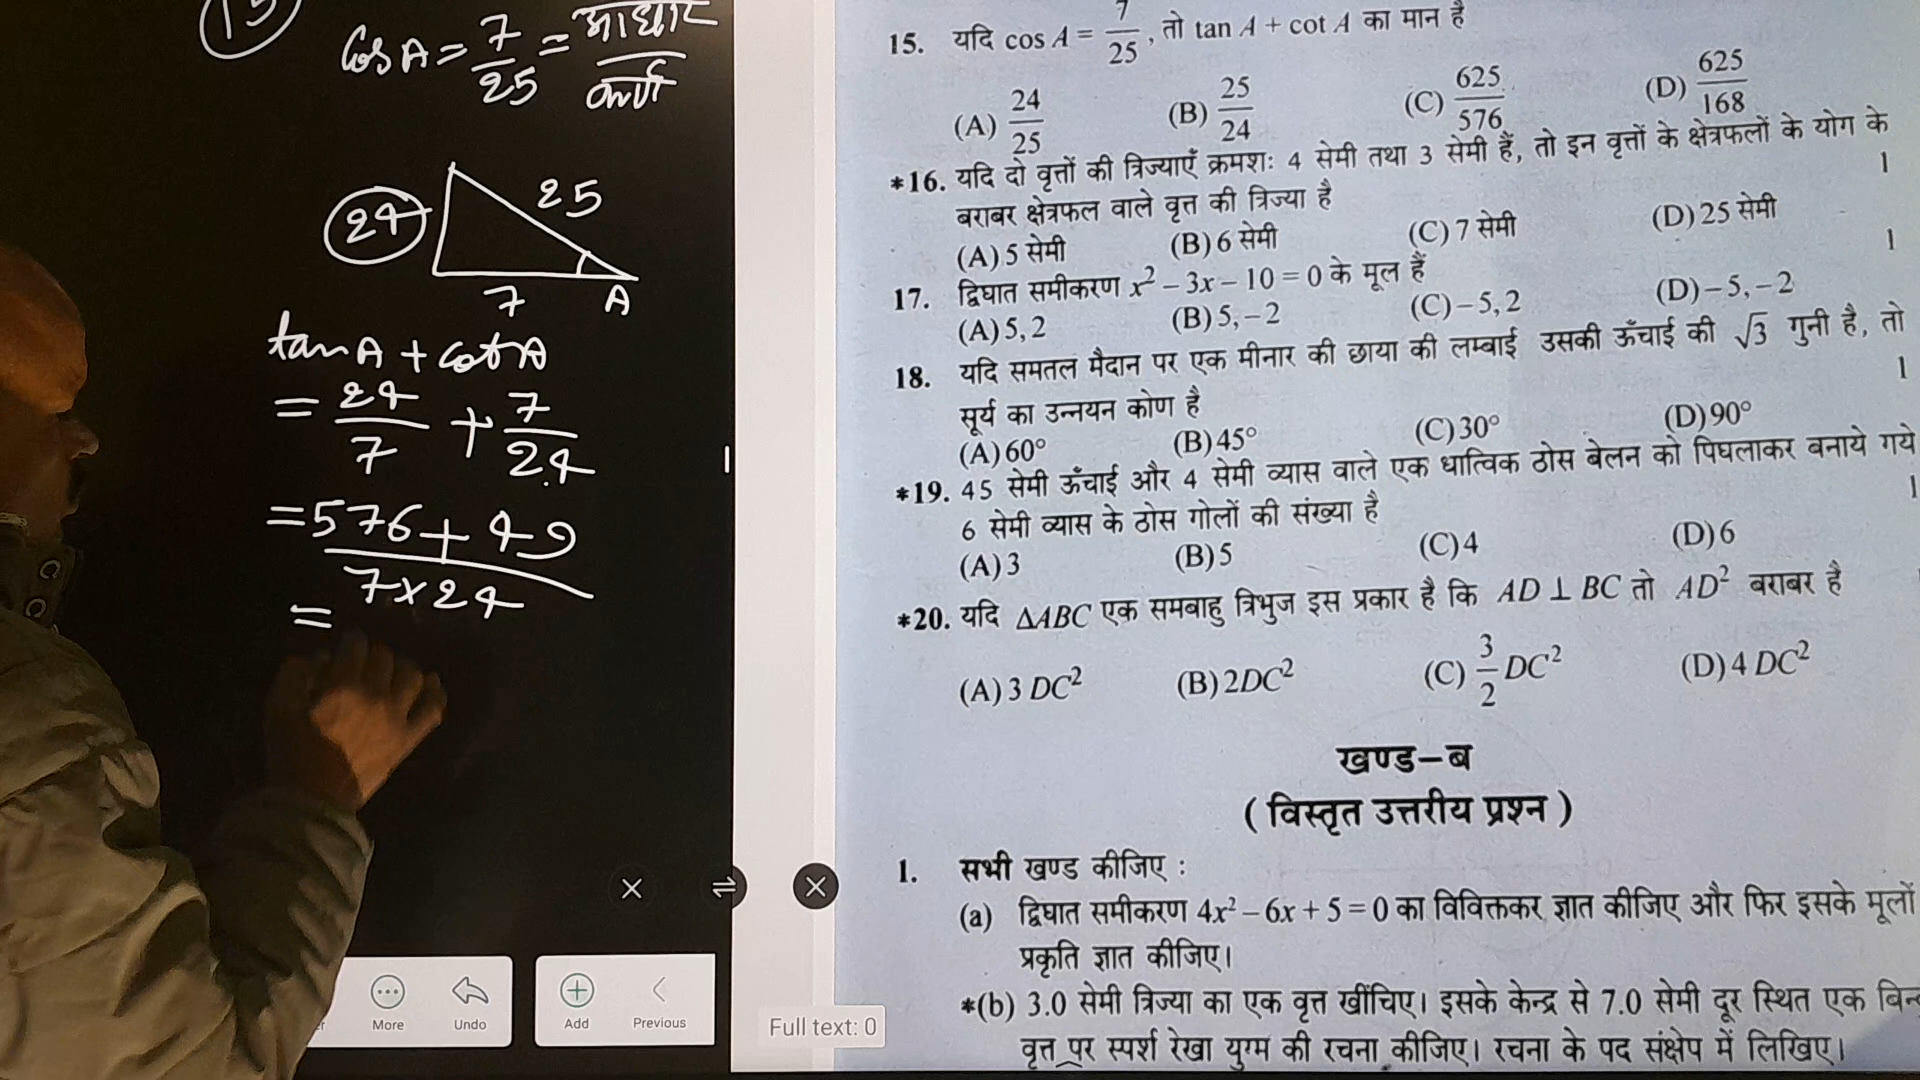 15
cos A = 7/25 = आधार/कर्ण
24
25
7
A
tan A + cot A
= 24/7 + 7/24
= 576 + 49 / 7×24
=
More
Undo
Add
Previous
Full text: 0
15. यदि cos A = 7/25, तो tan A + cot A का मान है
(A) 24/25 (B) 25/24 (C) 625/576 (D) 625/168
1
*16. यदि दो वृत्तों की त्रिज्याएँ क्रमशः 4 सेमी तथा 3 सेमी हैं, तो इन वृत्तों के क्षेत्रफलों के योग के
बराबर क्षेत्रफल वाले वृत्त की त्रिज्या है
1
(A) 5 सेमी (B) 6 सेमी (C) 7 सेमी (D) 25 सेमी
17. द्विघात समीकरण x² – 3x – 10 = 0 के मूल हैं
1
(A) 5, 2 (B) 5, – 2 (C) – 5, 2 (D) – 5, – 2
18. यदि समतल मैदान पर एक मीनार की छाया की लम्बाई उसकी ऊँचाई की √3 गुनी है, तो
सूर्य का उन्नयन कोण है
1
(A) 60° (B) 45° (C) 30° (D) 90°
*19. 45 सेमी ऊँचाई और 4 सेमी व्यास वाले एक धात्विक ठोस बेलन को पिघलाकर बनाये गये
6 सेमी व्यास के ठोस गोलों की संख्या है
1
(A) 3 (B) 5 (C) 4 (D) 6
*20. यदि ΔABC एक समबाहु त्रिभुज इस प्रकार है कि AD ⊥ BC तो AD² बराबर है
(A) 3 DC² (B) 2DC² (C) 3/2 DC² (D) 4 DC²
खण्ड–ब
( विस्तृत उत्तरीय प्रश्न )
1. सभी खण्ड कीजिए :
(a) द्विघात समीकरण 4x² – 6x + 5 = 0 का विविक्तकर ज्ञात कीजिए और फिर इसके मूलों
प्रकृति ज्ञात कीजिए।
*(b) 3.0 सेमी त्रिज्या का एक वृत्त खींचिए। इसके केन्द्र से 7.0 सेमी दूर स्थित एक
वृत्त पर स्पर्श रेखा युग्म की रचना कीजिए। रचना के पद संक्षेप में लिखिए।